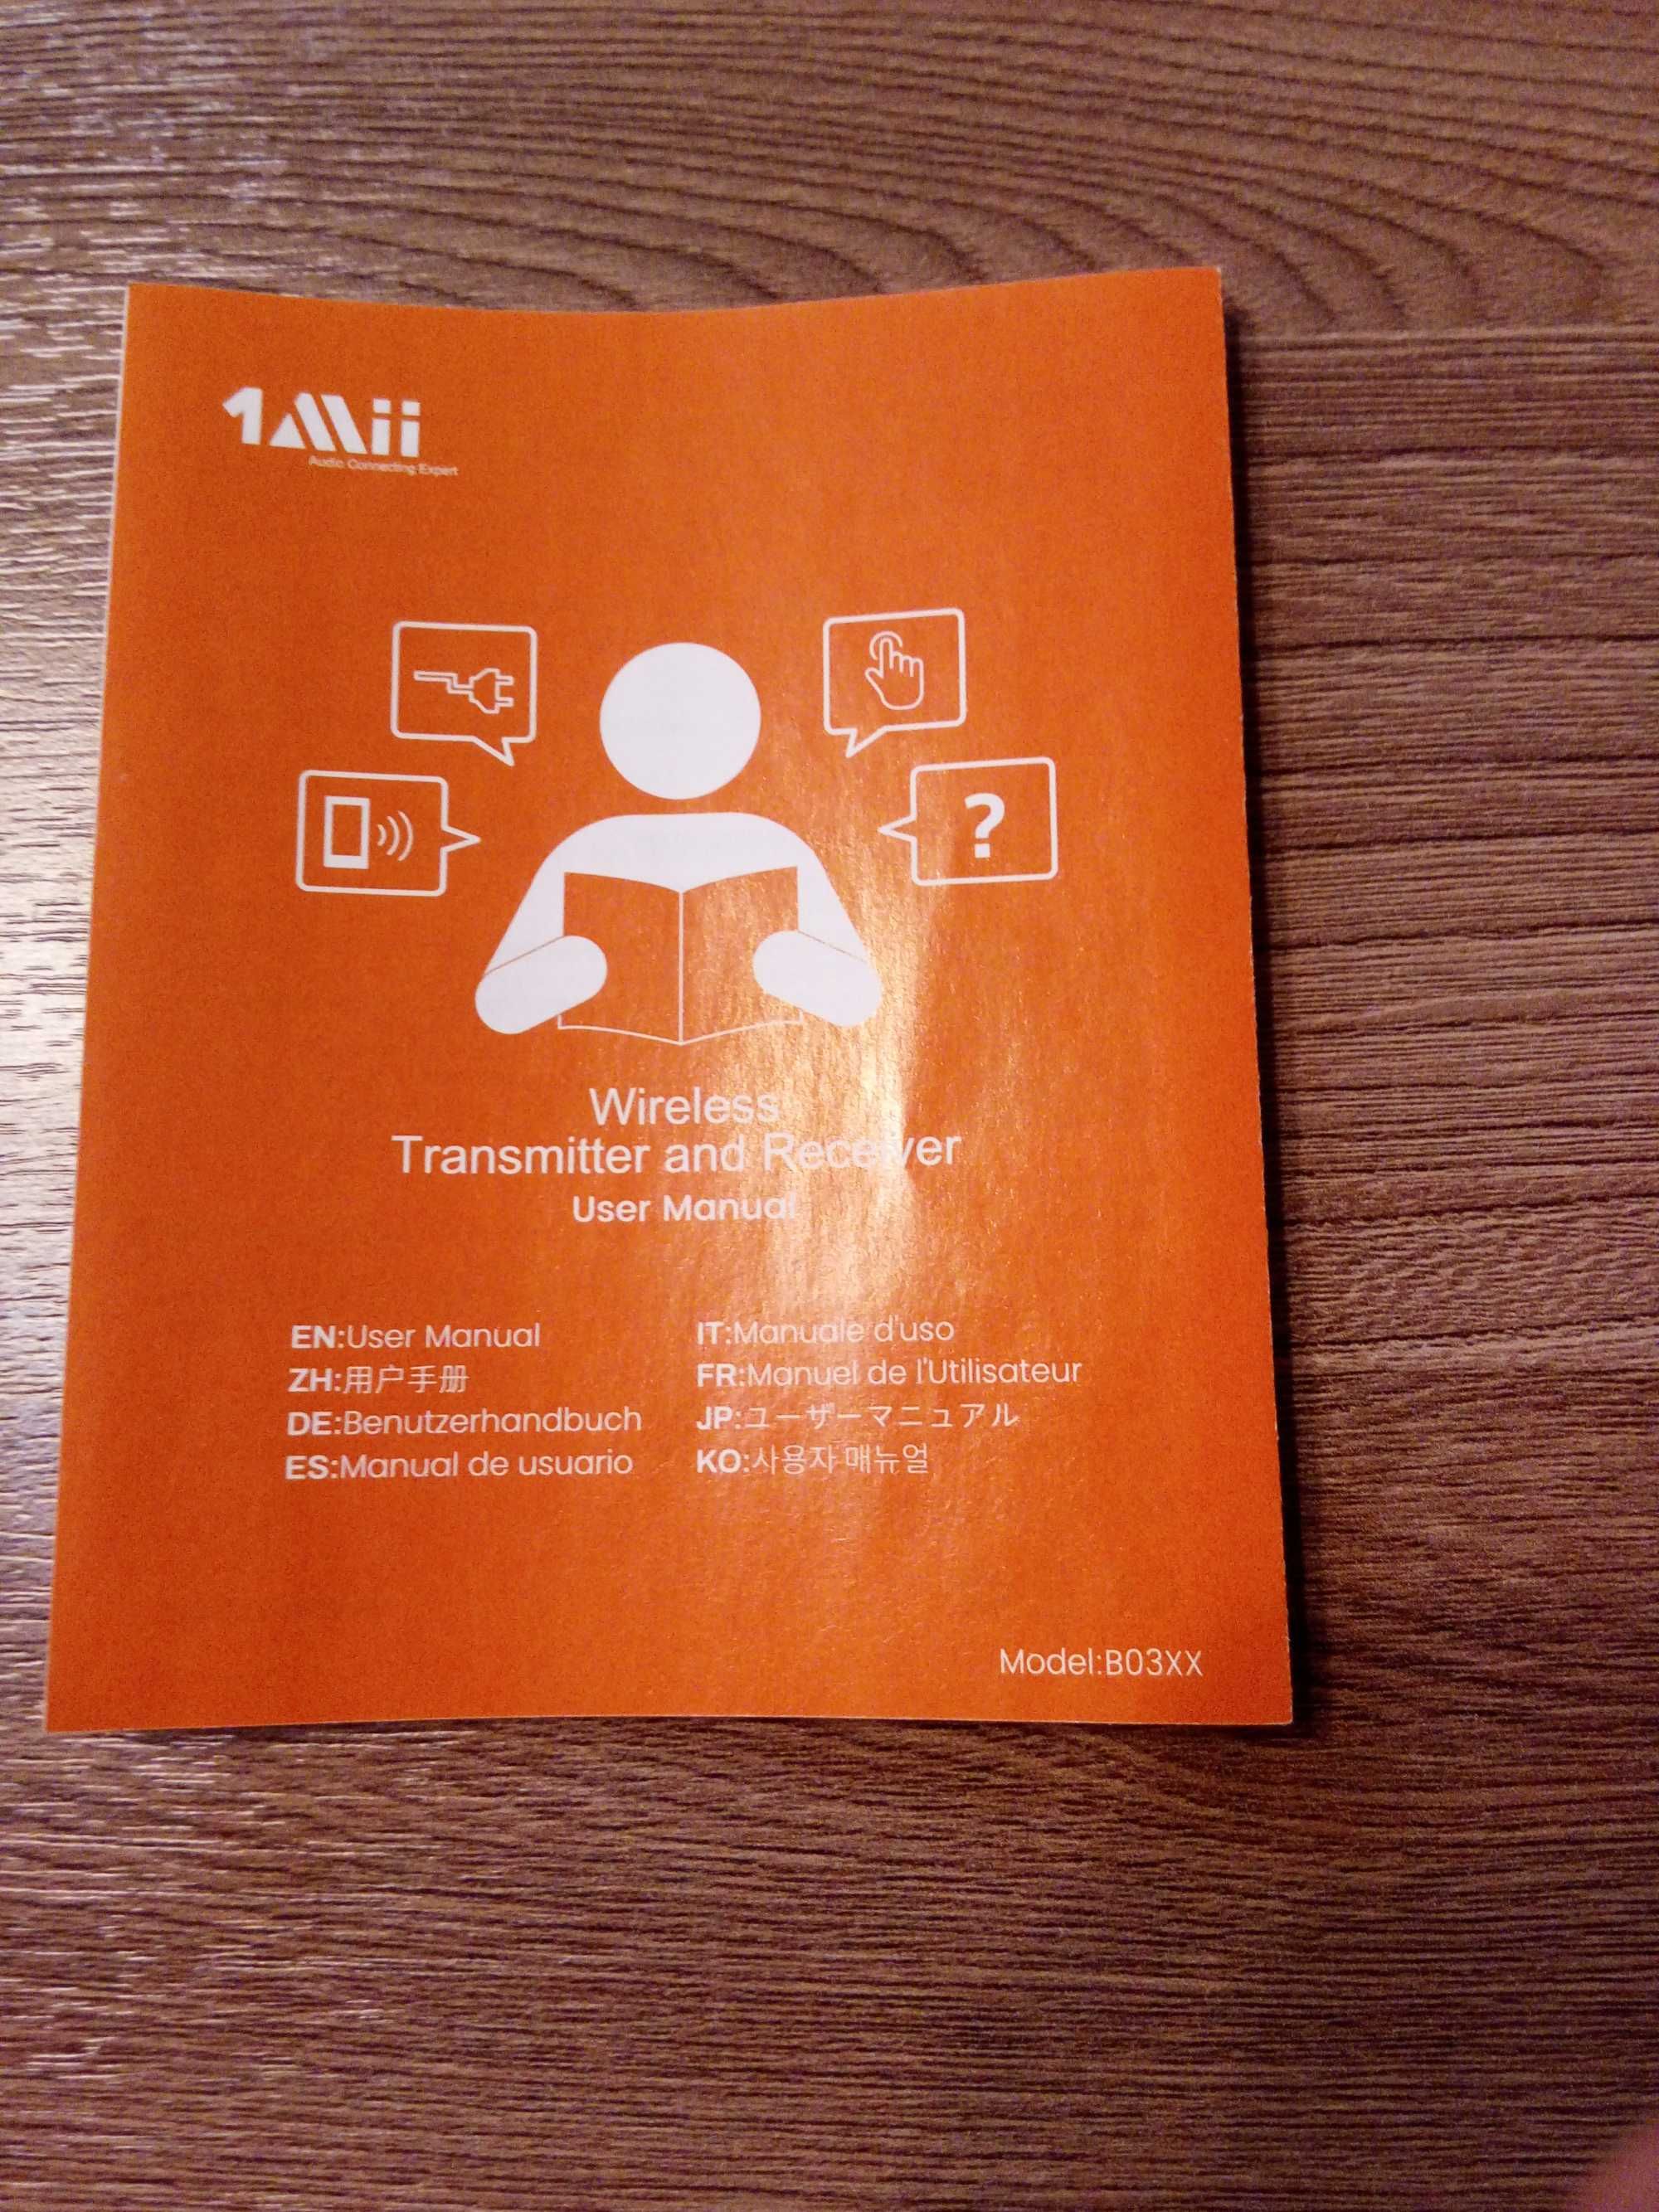 1Mii
Audio Connecting Expert
?
Wireless
Transmitter and Receiver
User Manual
EN:User Manual
ZH:用户手册
DE:Benutzerhandbuch
ES:Manual de usuario
IT:Manuale d'uso
FR:Manuel de l'Utilisateur
JP:ユーザーマニュアル
KO:사용자 매뉴얼
Model:B03XX